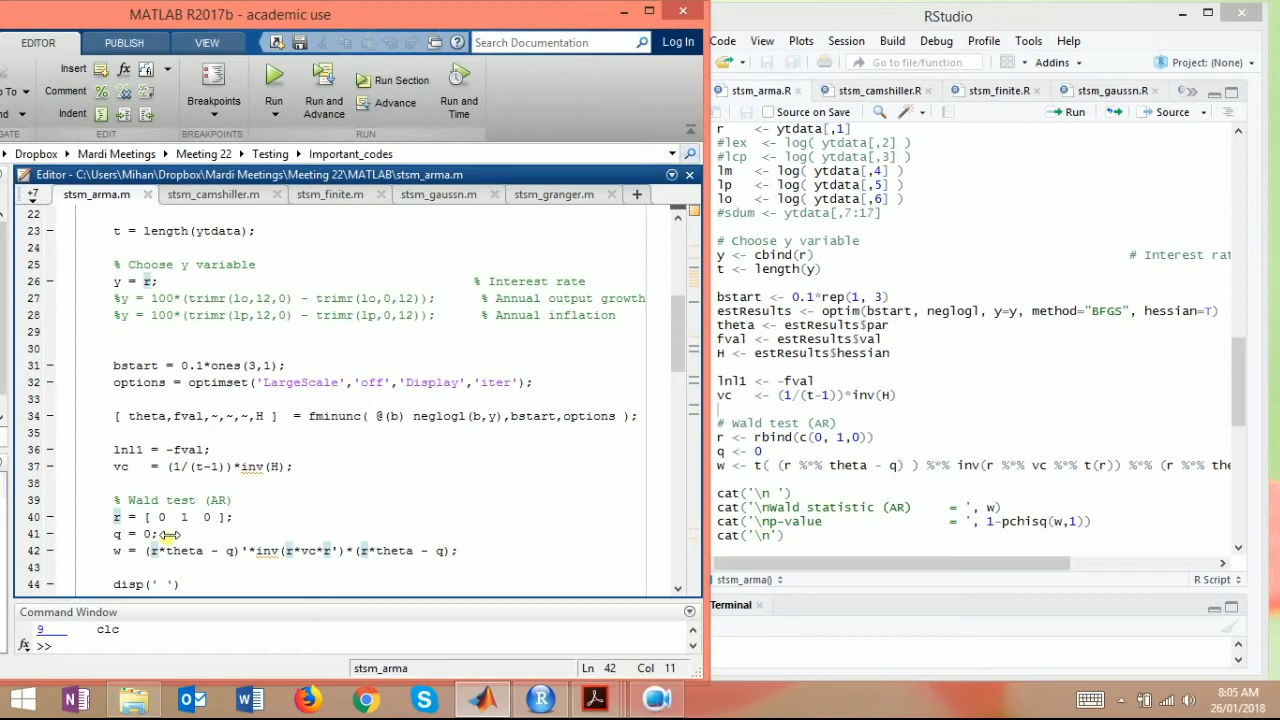 MATLAB R2017b - academic use
EDITOR PUBLISH VIEW Search Documentation Log In
Insert fx
Comment
Indent
To
Breakpoints
Run
Run and Advance
Run Section
Advance
Run and Time
EDIT BREAKPOINTS RUN
Dropbox Mardi Meetings Meeting 22 Testing Important_codes
Editor - C:\Users\Mihan\Dropbox\Mardi Meetings\Meeting 22\MATLAB\stsm_arma.m
+7 stsm_arma.m stsm_camshiller.m stsm_finite.m stsm_gaussn.m stsm_granger.m
22
23 t = length(ytdata);
24
25 % Choose y variable
26 y = r; % Interest rate
27 %y = 100*(trimr(lo,12,0) - trimr(lo,0,12)); % Annual output growth
28 %y = 100*(trimr(lp,12,0) - trimr(lp,0,12)); % Annual inflation
29
30
31 bstart = 0.1*ones(3,1);
32 options = optimset('LargeScale','off','Display','iter');
33
34 [ theta,fval,~,~,~,H ] = fminunc( @(b) neglogl(b,y),bstart,options );
35
36 lnl1 = -fval;
37 vc = (1/(t-1))*inv(H);
38
39 % Wald test (AR)
40 r = [ 0 1 0 ];
41 q = 0;
42 w = (r*theta - q)'*inv(r*vc*r')*(r*theta - q);
43
44 disp(' ')
Command Window
9 clc
fx >>
stsm_arma Ln 42 Col 11
RStudio
Code View Plots Session Build Debug Profile Tools Help
Go to file/function Addins Project: (None)
stsm_arma.R stsm_camshiller.R stsm_finite.R stsm_gaussn.R
Source on Save Run Source
r <- ytdata[,1]
#lex <- log( ytdata[,2] )
#lcp <- log( ytdata[,3] )
lm <- log( ytdata[,4] )
lp <- log( ytdata[,5] )
lo <- log( ytdata[,6] )
#sdum <- ytdata[,7:17]
# Choose y variable
y <- cbind(r) # Interest rat
t <- length(y)
bstart <- 0.1*rep(1, 3)
estResults <- optim(bstart, neglogl, y=y, method="BFGS", hessian=T)
theta <- estResults$par
fval <- estResults$val
H <- estResults$hessian
lnl1 <- -fval
vc <- (1/(t-1))*inv(H)
# Wald test (AR)
r <- rbind(c(0, 1,0))
q <- 0
w <- t( (r %*% theta - q) ) %*% inv(r %*% vc %*% t(r)) %*% (r %*% the
cat('\n ')
cat('\nWald statistic (AR) = ', w)
cat('\np-value = ', 1-pchisq(w,1))
cat('\n')
stsm_arma() R Script
Terminal
8:05 AM
26/01/2018